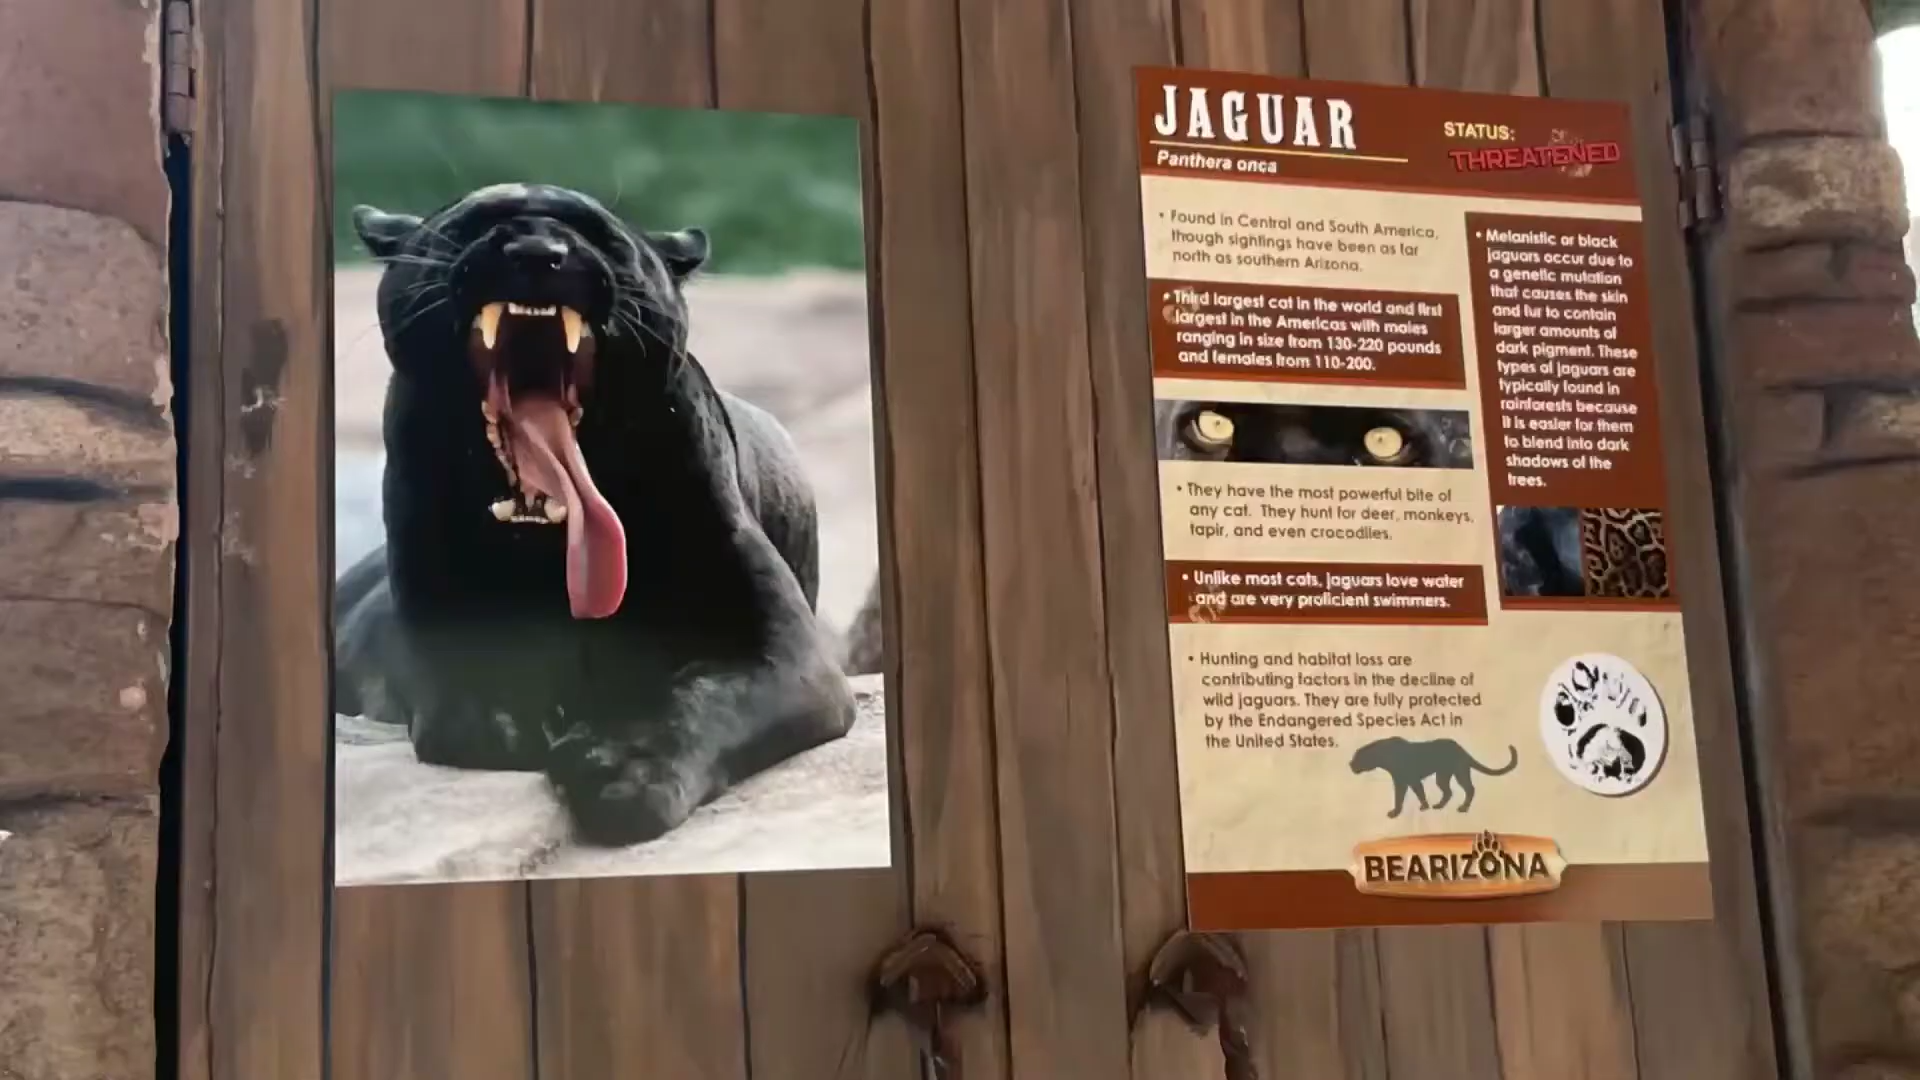 JAGUAR
Panthera onca
STATUS:
THREATENED
• Found in Central and South America,
though sightings have been as far
north as southern Arizona.
• Third largest cat in the world and first
largest in the Americas with males
ranging in size from 130-220 pounds
and females from 110-200.
• They have the most powerful bite of
any cat. They hunt for deer, monkeys,
tapir, and even crocodiles.
• Unlike most cats, jaguars love water
and are very proficient swimmers.
• Hunting and habitat loss are
contributing factors in the decline of
wild jaguars. They are fully protected
by the Endangered Species Act in
the United States.
• Melanistic or black
jaguars occur due to
a genetic mutation
that causes the skin
and fur to contain
larger amounts of
dark pigment. These
types of jaguars are
typically found in
rainforests because
it is easier for them
to blend into dark
shadows of the
trees.
BEARIZONA